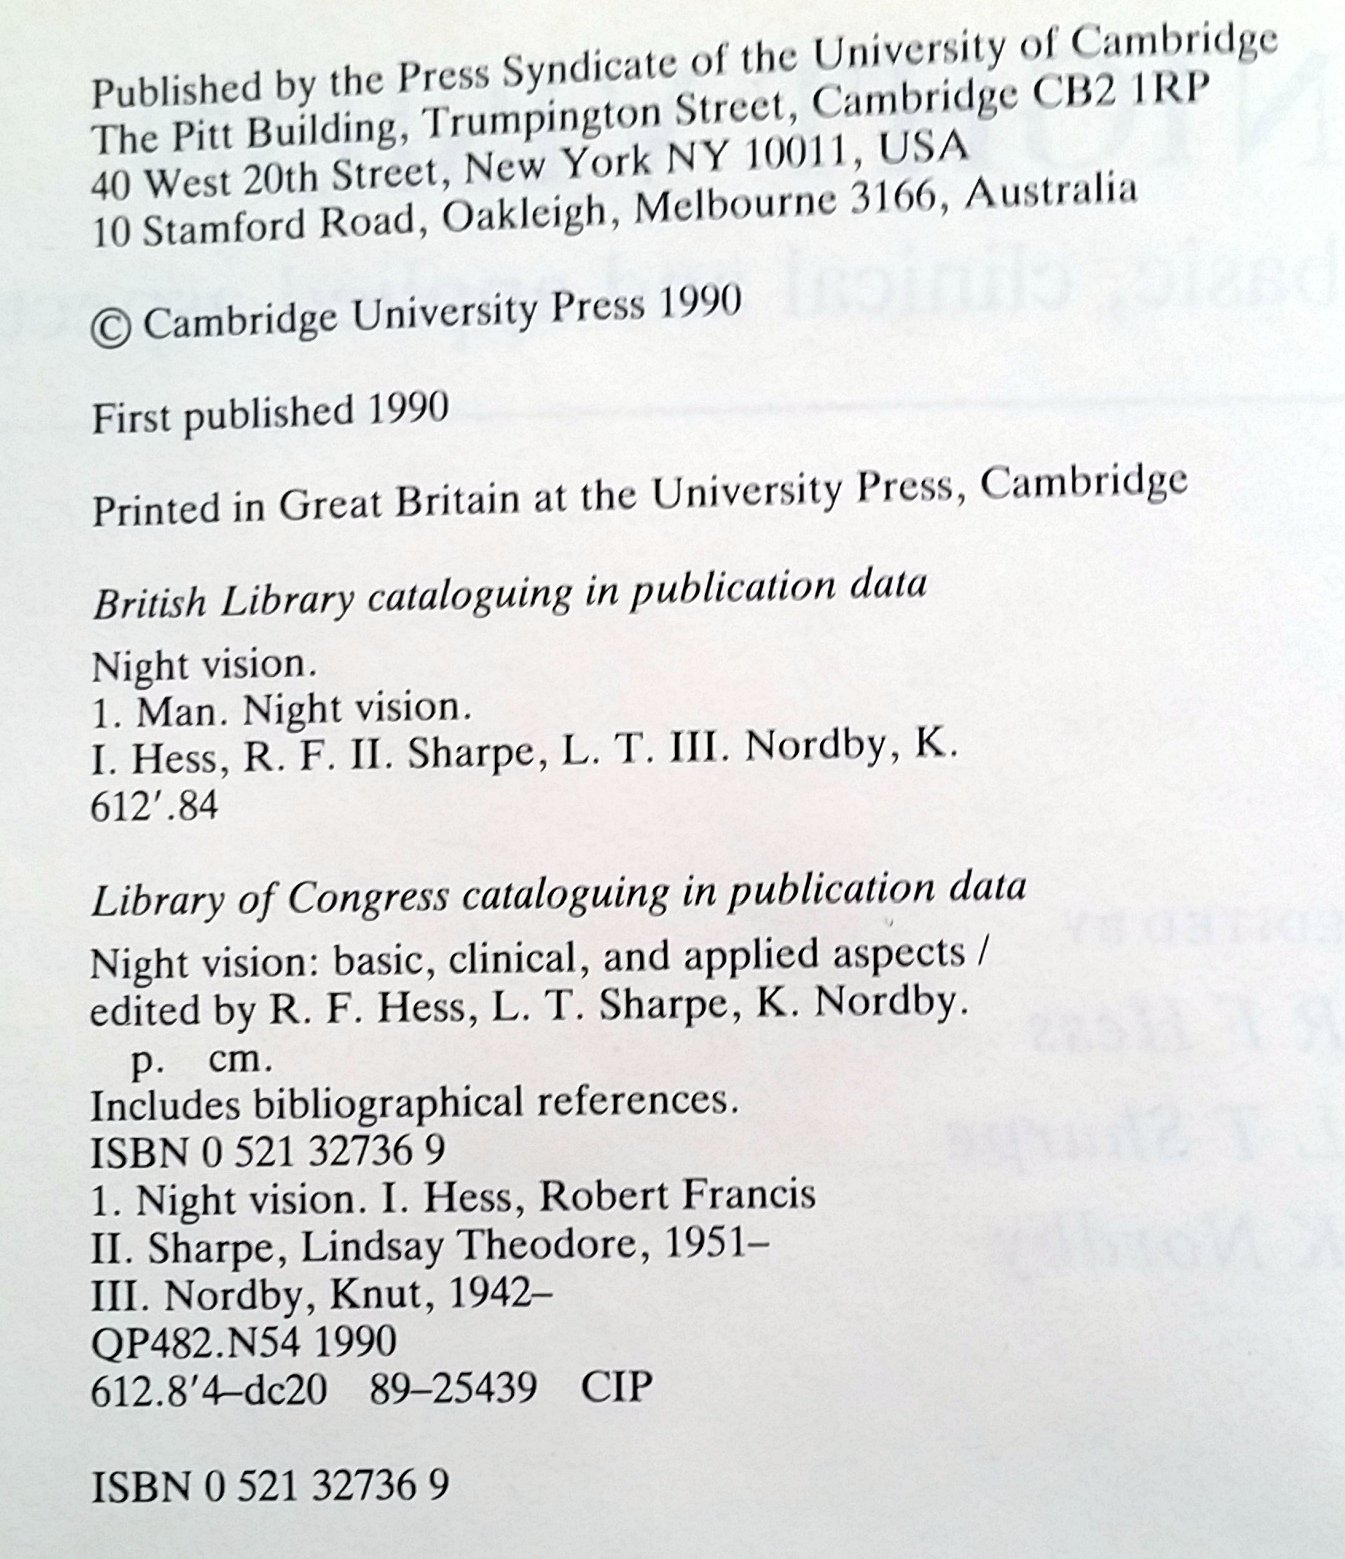 Published by the Press Syndicate of the University of Cambridge
The Pitt Building, Trumpington Street, Cambridge CB2 1RP
40 West 20th Street, New York NY 10011, USA
10 Stamford Road, Oakleigh, Melbourne 3166, Australia
© Cambridge University Press 1990
First published 1990
Printed in Great Britain at the University Press, Cambridge
British Library cataloguing in publication data
Night vision.
1. Man. Night vision.
I. Hess, R. F. II. Sharpe, L. T. III. Nordby, K.
612′.84
Library of Congress cataloguing in publication data
Night vision: basic, clinical, and applied aspects /
edited by R. F. Hess, L. T. Sharpe, K. Nordby.
p. cm.
Includes bibliographical references.
ISBN 0 521 32736 9
1. Night vision. I. Hess, Robert Francis
II. Sharpe, Lindsay Theodore, 1951–
III. Nordby, Knut, 1942–
QP482.N54 1990
612.8′4–dc20 89–25439 CIP
ISBN 0 521 32736 9